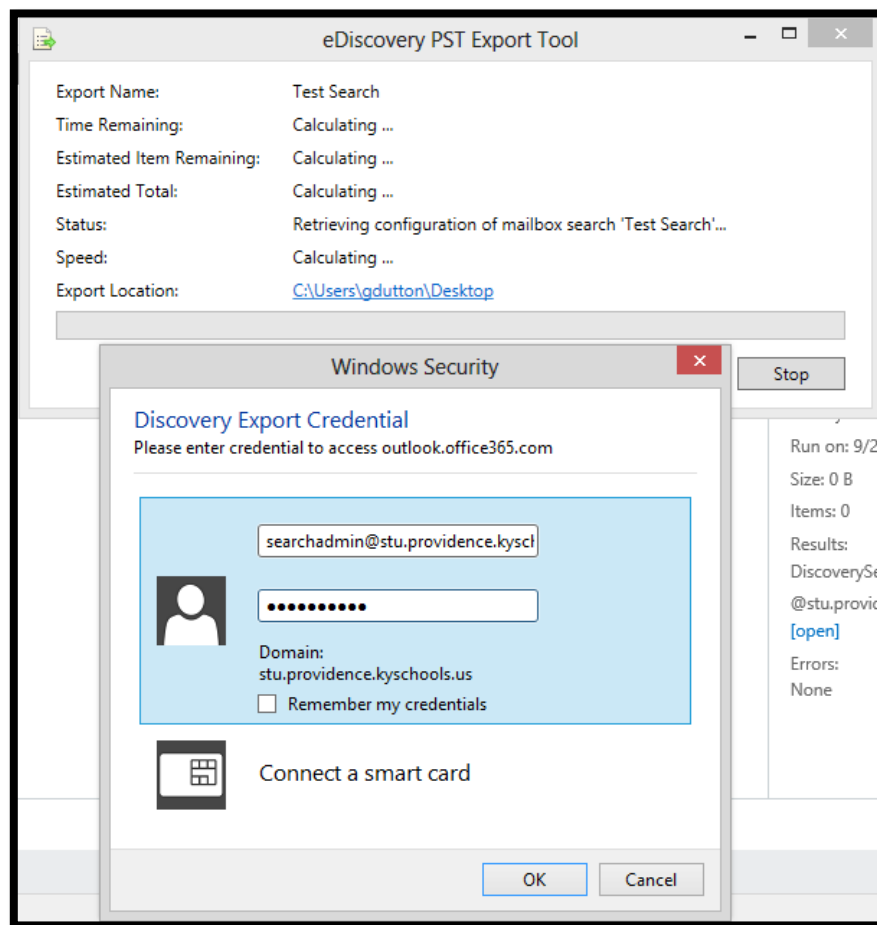 eDiscovery PST Export Tool
Export Name: Test Search
Time Remaining: Calculating ...
Estimated Item Remaining: Calculating ...
Estimated Total: Calculating ...
Status: Retrieving configuration of mailbox search 'Test Search'...
Speed: Calculating ...
Export Location: C:\Users\gdutton\Desktop
Stop
Windows Security
Discovery Export Credential
Please enter credential to access outlook.office365.com
searchadmin@stu.providence.kysch
••••••••••
Domain:
stu.providence.kyschools.us
Remember my credentials
Connect a smart card
OK Cancel
Run on: 9/2
Size: 0 B
Items: 0
Results:
DiscoverySe
@stu.provid
[open]
Errors:
None